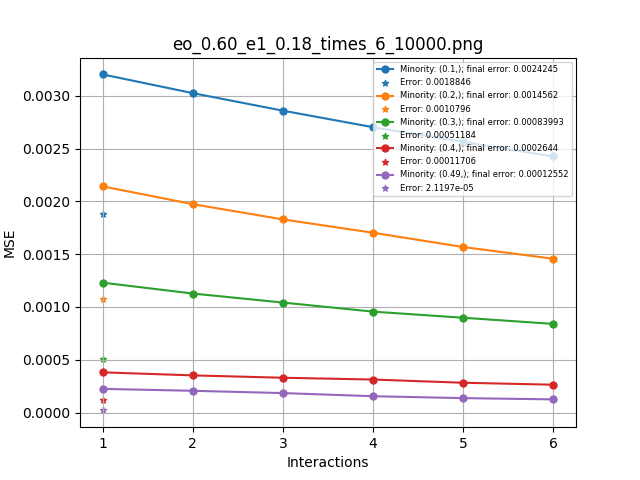 eo_0.60_e1_0.18_times_6_10000.png
Minority: (0.1,); final error: 0.0024245
Error: 0.0018846
Minority: (0.2,); final error: 0.0014562
Error: 0.0010796
Minority: (0.3,); final error: 0.00083993
Error: 0.00051184
Minority: (0.4,); final error: 0.0002644
Error: 0.00011706
Minority: (0.49,); final error: 0.00012552
Error: 2.1197e-05
MSE
0.0030
0.0025
0.0020
0.0015
0.0010
0.0005
0.0000
1 2 3 4 5 6
Interactions